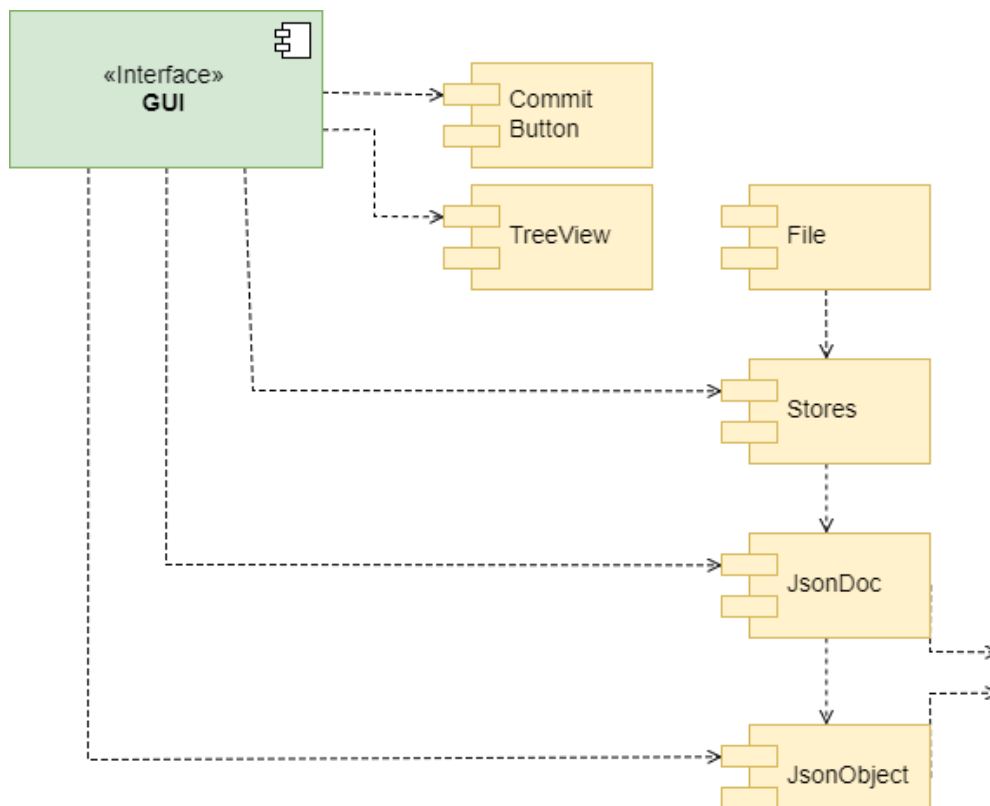 «Interface»
GUI
Commit
Button
TreeView
File
Stores
JsonDoc
JsonObject